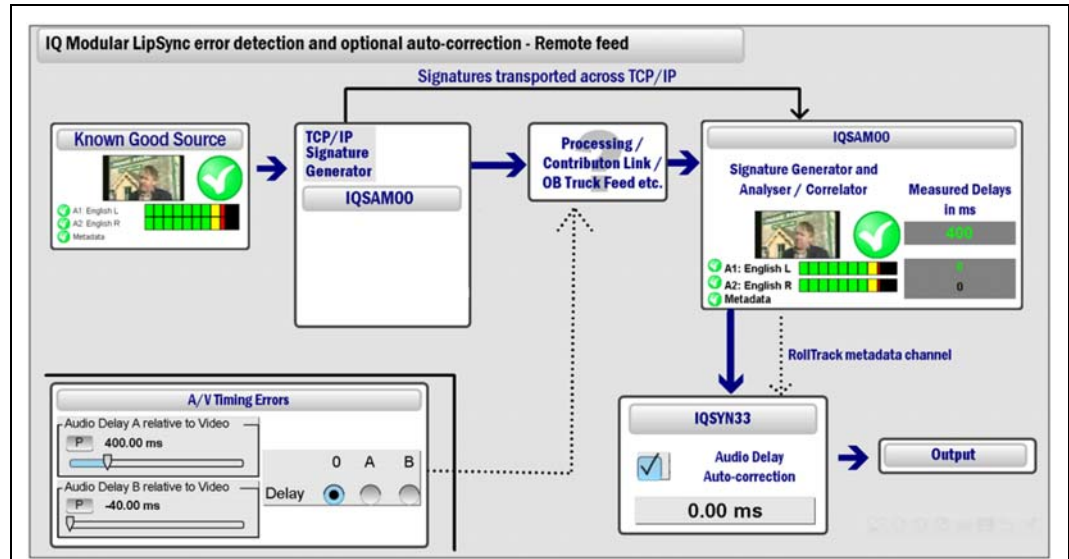 IQ Modular LipSync error detection and optional auto-correction - Remote feed
Signatures transported across TCP/IP
Known Good Source
A1: English L
A2: English R
Metadata
TCP/IP
Signature
Generator
IQSAM00
Processing /
Contributon Link /
OB Truck Feed etc.
?
IQSAM00
Signature Generator and
Analyser / Correlator
Measured Delays
in ms
400
0
0
A1: English L
A2: English R
Metadata
RollTrack metadata channel
A/V Timing Errors
Audio Delay A relative to Video
P 400.00 ms
Audio Delay B relative to Video
P -40.00 ms
0 A B
Delay
IQSYN33
Audio Delay
Auto-correction
0.00 ms
Output